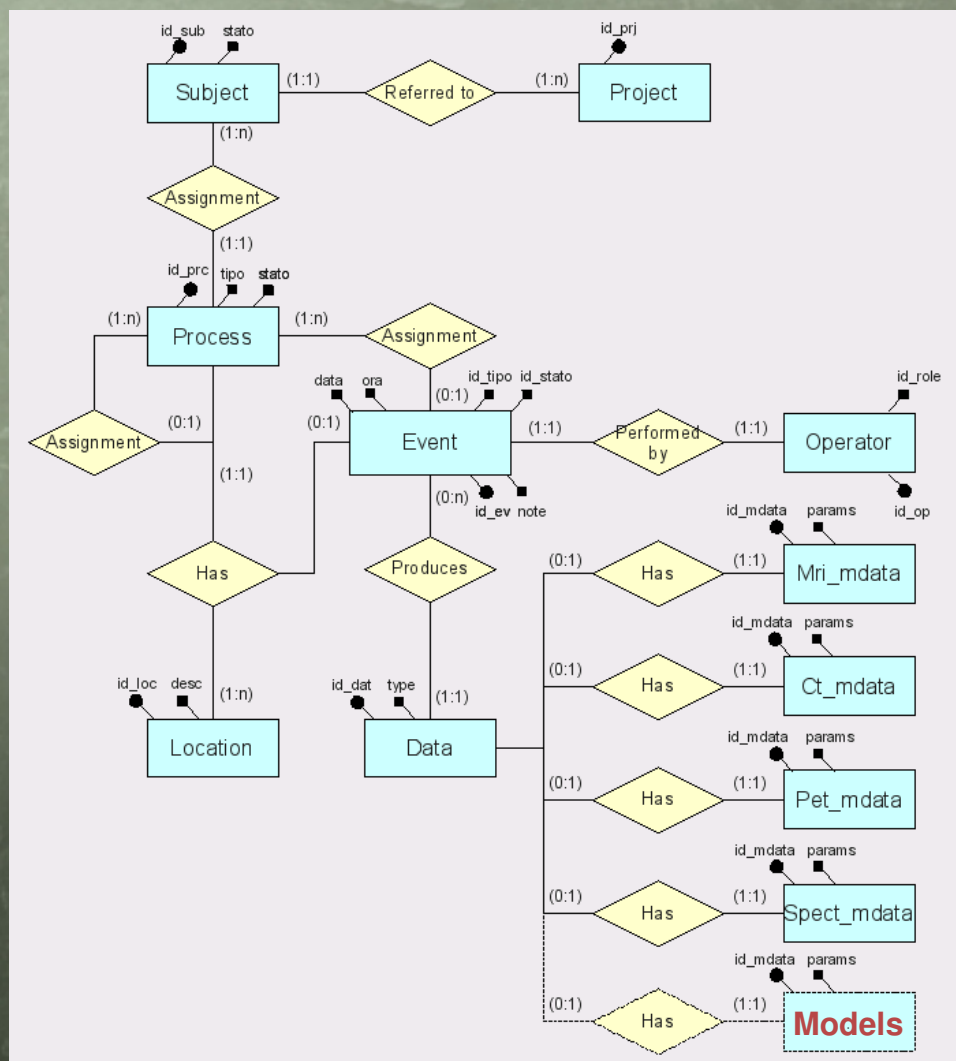 id_sub stato
id_prj
Subject (1:1) Referred to (1:n) Project
(1:n)
Assignment
(1:1)
id_prc tipo stato
(1:n) Process (1:n) Assignment
data ora (0:1) id_tipo id_stato
id_role
Assignment (0:1) (0:1) Event (1:1) Performed by (1:1) Operator
(1:1)
(0:n) id_ev note
id_op
id_mdata params
Has
Produces
(0:1) Has (1:1) Mri_mdata
id_mdata params
(0:1) Has (1:1) Ct_mdata
id_loc desc (1:n)
id_dat type (1:1)
Location
Data
id_mdata params
(0:1) Has (1:1) Pet_mdata
id_mdata params
(0:1) Has (1:1) Spect_mdata
id_mdata params
(0:1) Has (1:1) Models